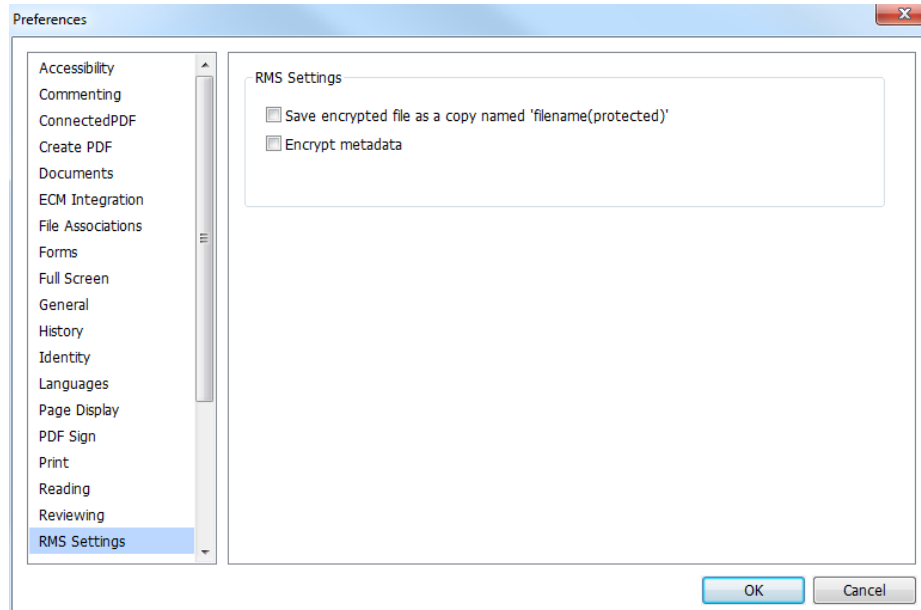 Preferences
Accessibility
Commenting
ConnectedPDF
Create PDF
Documents
ECM Integration
File Associations
Forms
Full Screen
General
History
Identity
Languages
Page Display
PDF Sign
Print
Reading
Reviewing
RMS Settings
RMS Settings
Save encrypted file as a copy named 'filename(protected)'
Encrypt metadata
OK
Cancel